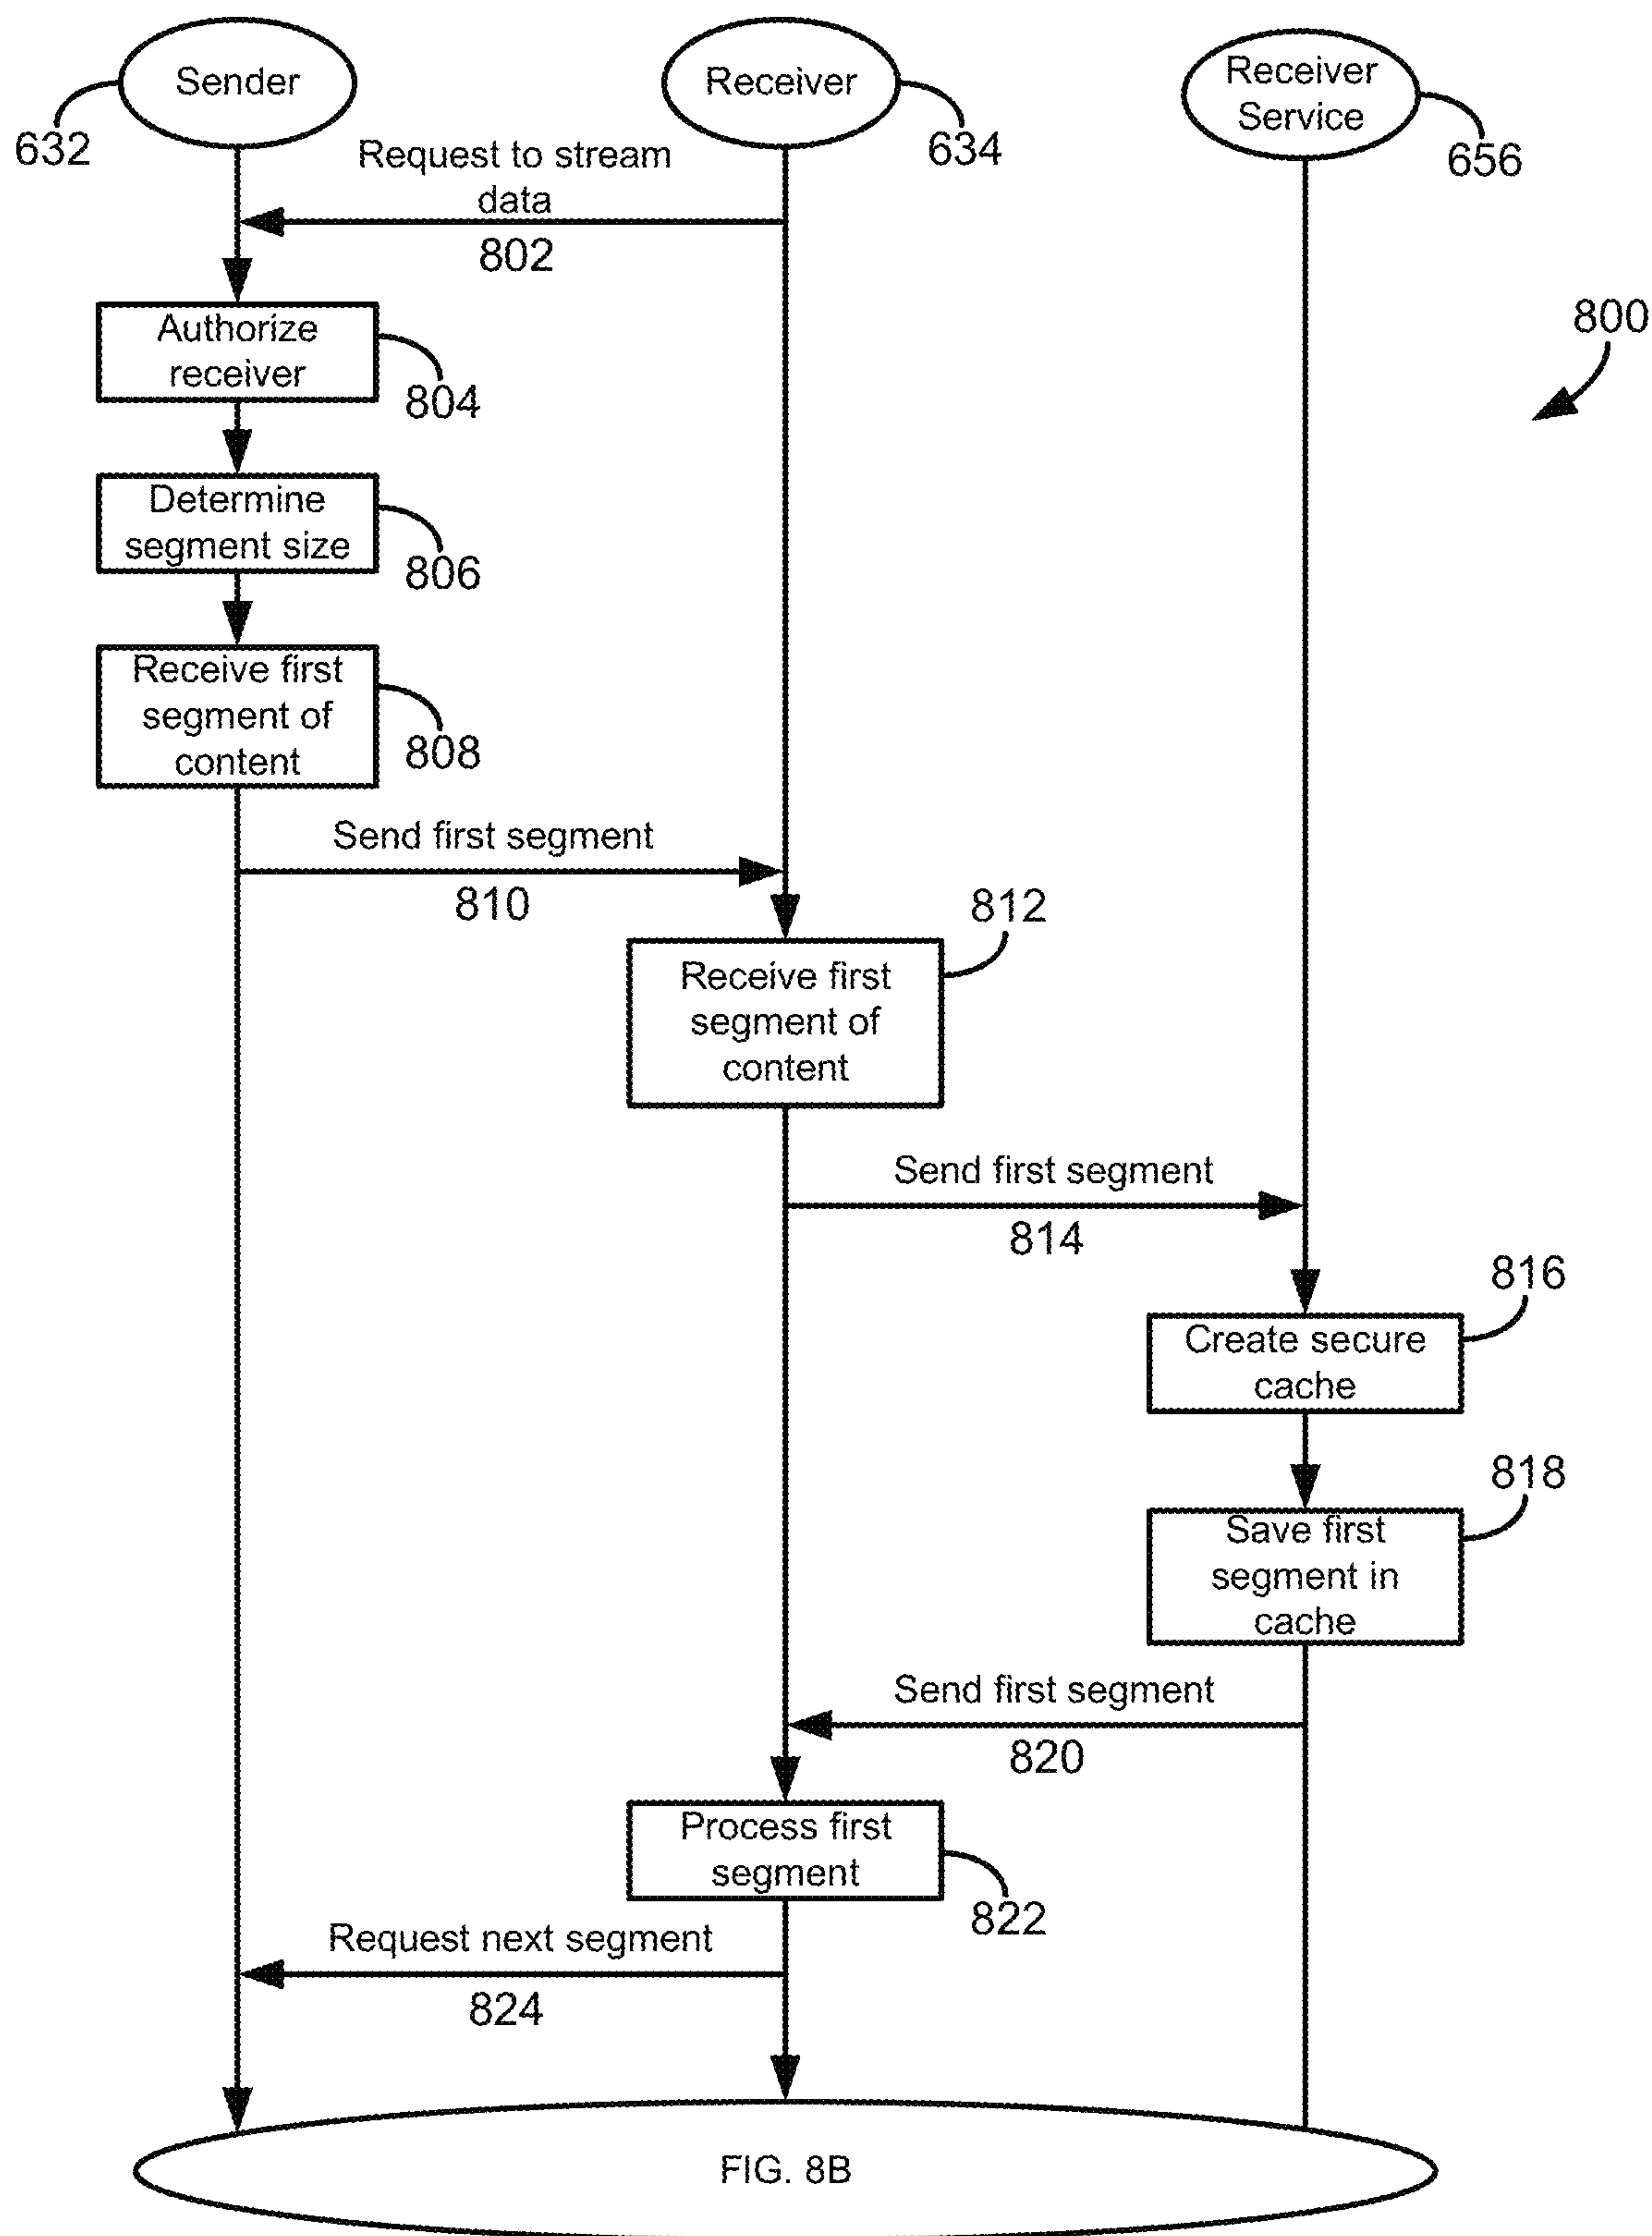 Sender
Receiver
Receiver
Service
632
634
656
Request to stream
data
802
800
Authorize
receiver
804
Determine
segment size
806
Receive first
segment of
content
808
Send first segment
810
812
Receive first
segment of
content
Send first segment
814
816
Create secure
cache
818
Save first
segment in
cache
Send first segment
820
Process first
segment
822
Request next segment
824
FIG. 8B